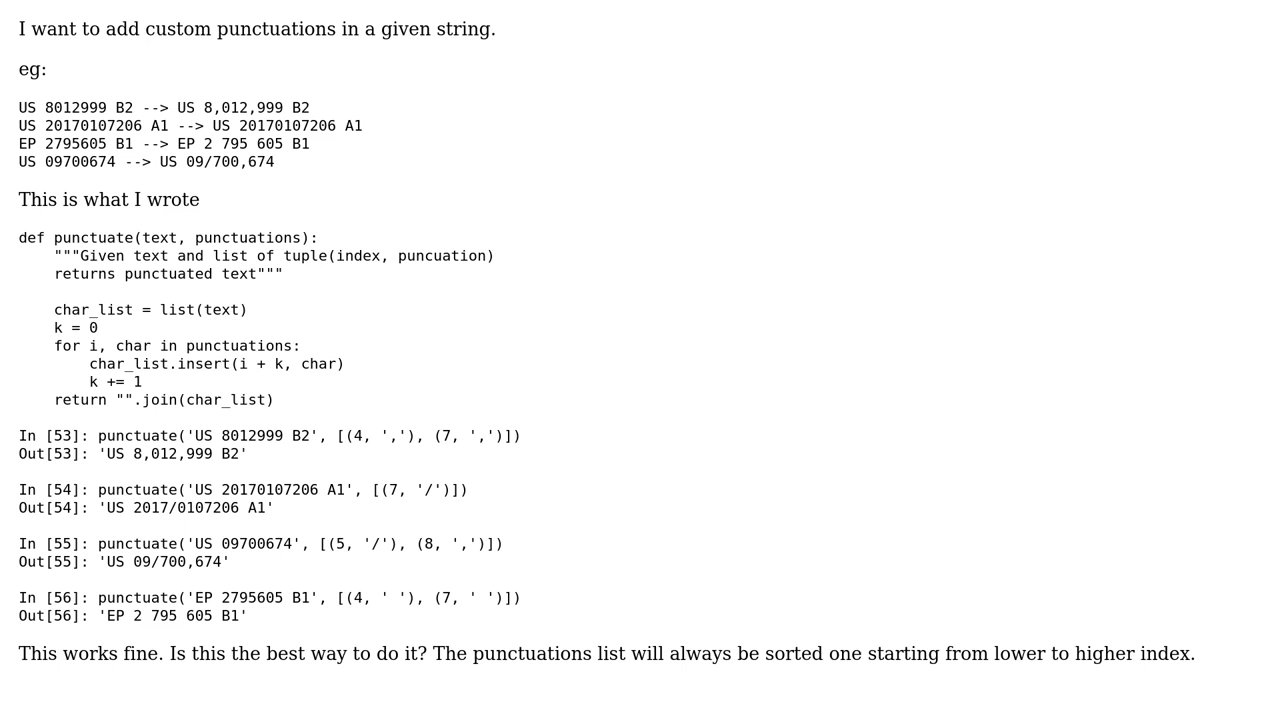 I want to add custom punctuations in a given string.
eg:
US 8012999 B2 --> US 8,012,999 B2
US 20170107206 A1 --> US 20170107206 A1
EP 2795605 B1 --> EP 2 795 605 B1
US 09700674 --> US 09/700,674
This is what I wrote
def punctuate(text, punctuations):
    """Given text and list of tuple(index, puncuation)
    returns punctuated text"""
    char_list = list(text)
    k = 0
    for i, char in punctuations:
        char_list.insert(i + k, char)
        k += 1
    return "".join(char_list)
In [53]: punctuate('US 8012999 B2', [(4, ','), (7, ',')])
Out[53]: 'US 8,012,999 B2'
In [54]: punctuate('US 20170107206 A1', [(7, '/')])
Out[54]: 'US 2017/0107206 A1'
In [55]: punctuate('US 09700674', [(5, '/'), (8, ',')])
Out[55]: 'US 09/700,674'
In [56]: punctuate('EP 2795605 B1', [(4, ' '), (7, ' ')])
Out[56]: 'EP 2 795 605 B1'
This works fine. Is this the best way to do it? The punctuations list will always be sorted one starting from lower to higher index.